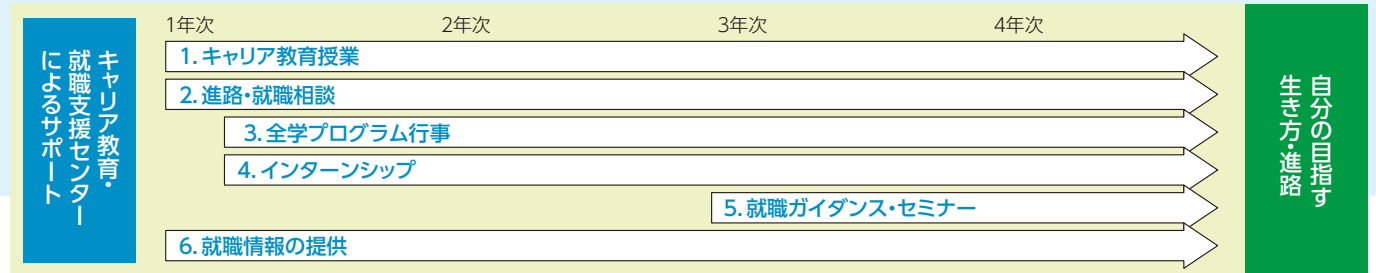 キャリア教育・
就職支援センター
によるサポート
1年次
2年次
3年次
4年次
1. キャリア教育授業
2. 進路・就職相談
3. 全学プログラム行事
4. インターンシップ
5. 就職ガイダンス・セミナー
6. 就職情報の提供
自分の目指す
生き方・進路